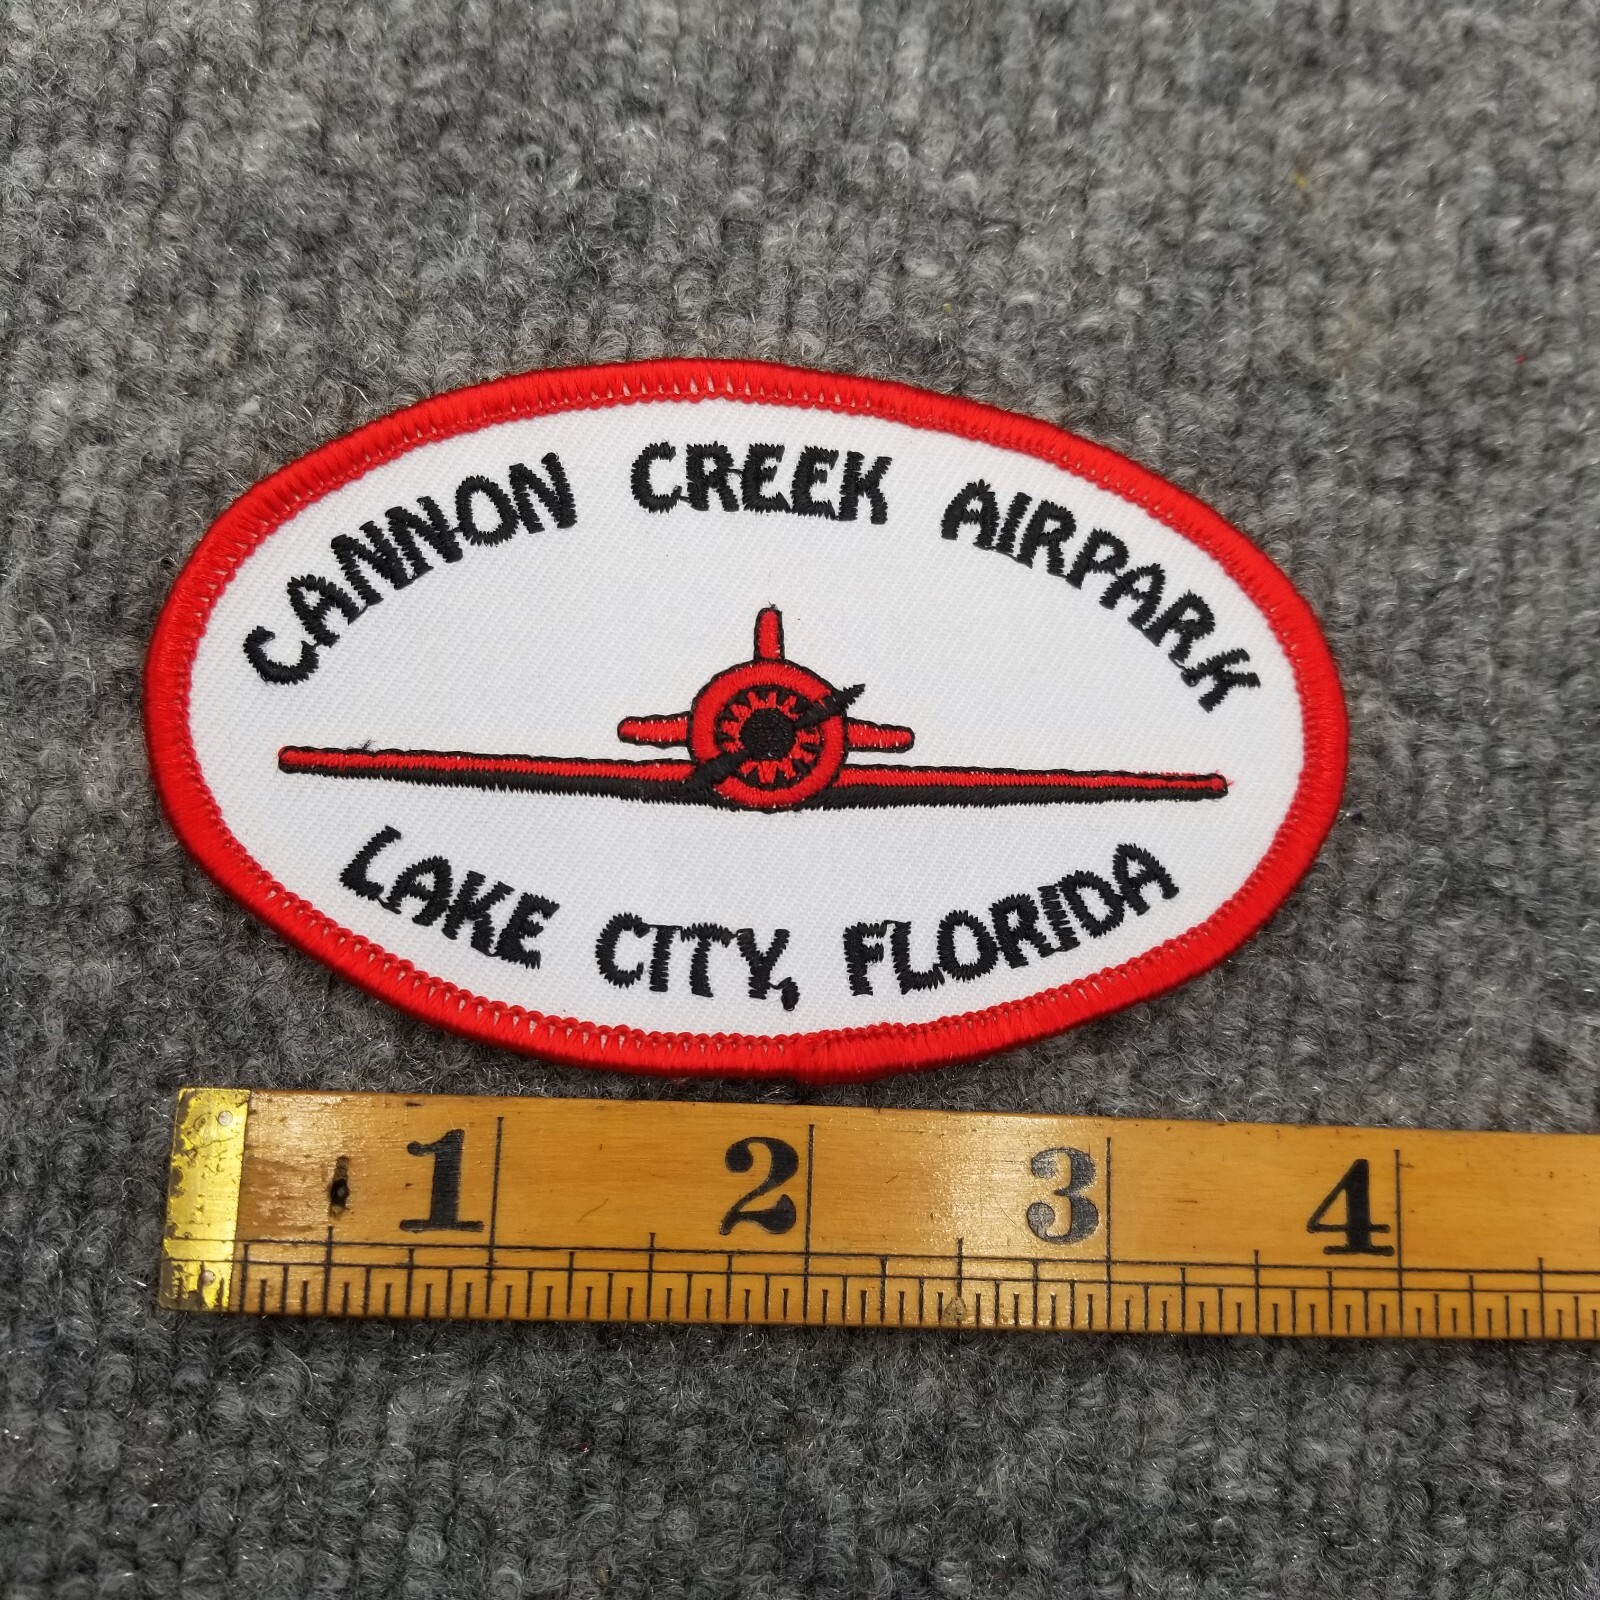 CANNON CREEK AIRPARK
LAKE CITY, FLORIDA
1 2 3 4